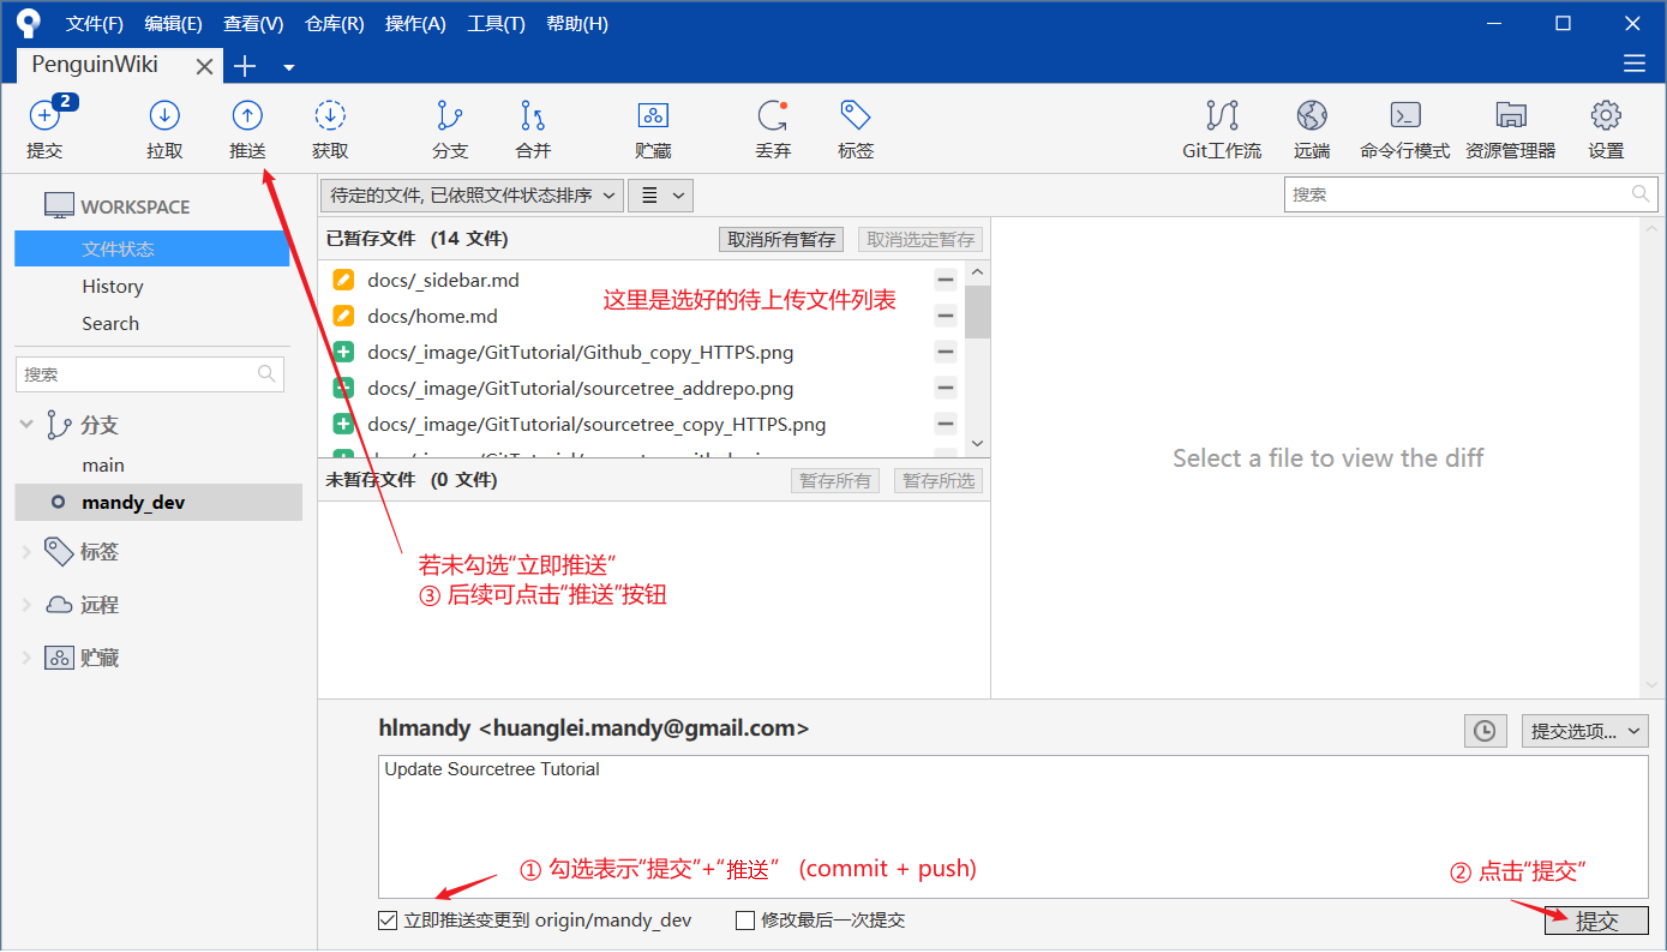 文件(F) 编辑(E) 查看(V) 仓库(R) 操作(A) 工具(T) 帮助(H)
PenguinWiki
2
提交 拉取 推送 获取 分支 合并 贮藏 丢弃 标签 Git工作流 远端 命令行模式 资源管理器 设置
WORKSPACE
文件状态
History
Search
搜索
分支
main
mandy_dev
标签
远程
贮藏
待定的文件, 已依照文件状态排序
搜索
已暂存文件 (14 文件) 取消所有暂存 取消选定暂存
docs/_sidebar.md
这里是选好的待上传文件列表
docs/home.md
docs/_image/GitTutorial/Github_copy_HTTPS.png
docs/_image/GitTutorial/sourcetree_addrepo.png
docs/_image/GitTutorial/sourcetree_copy_HTTPS.png
未暂存文件 (0 文件) 暂存所有 暂存所选
若未勾选“立即推送”
③ 后续可点击“推送”按钮
Select a file to view the diff
hlmandy <huanglei.mandy@gmail.com>
提交选项...
Update Sourcetree Tutorial
① 勾选表示“提交”+“推送” (commit + push)
② 点击“提交”
立即推送变更到 origin/mandy_dev 修改最后一次提交
提交